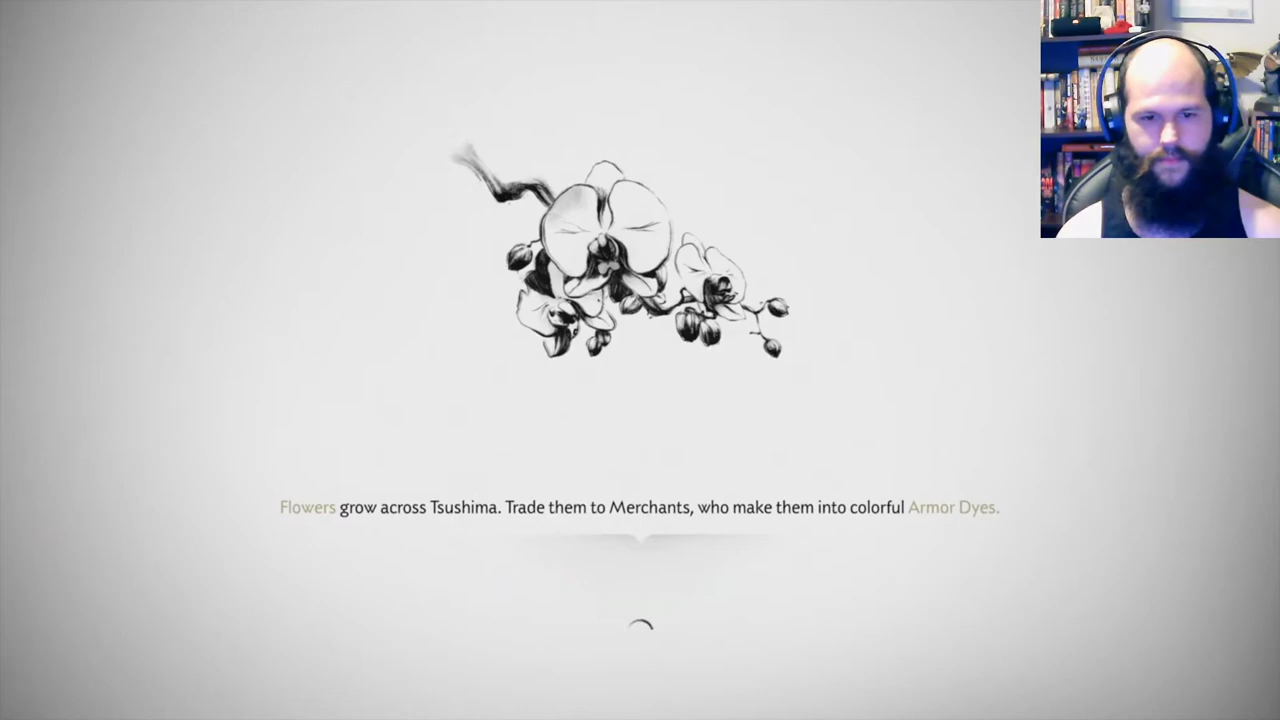 Flowers grow across Tsushima. Trade them to Merchants, who make them into colorful Armor Dyes.